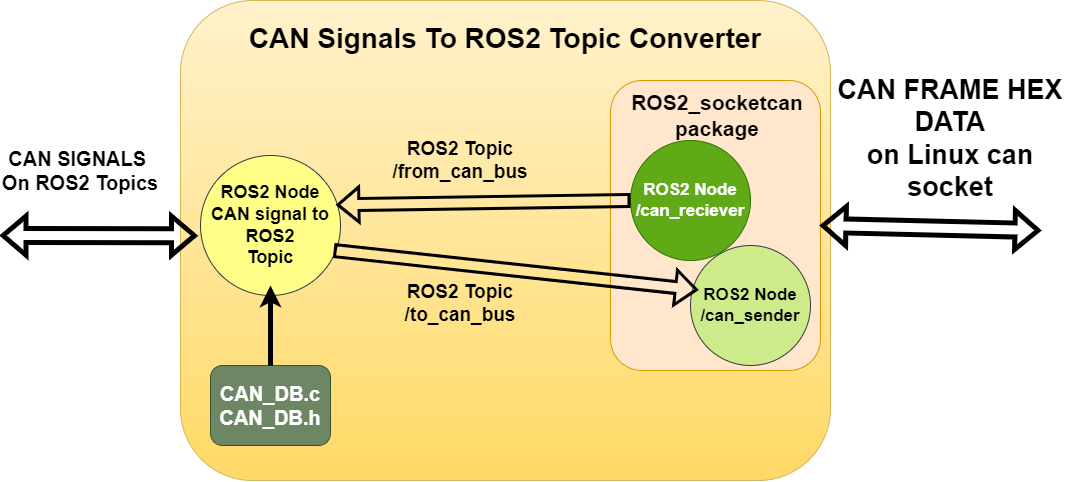 CAN Signals To ROS2 Topic Converter
CAN SIGNALS
On ROS2 Topics
ROS2 Node
CAN signal to
ROS2
Topic
CAN_DB.c
CAN_DB.h
ROS2 Topic
/from_can_bus
ROS2 Topic
/to_can_bus
ROS2_socketcan
package
ROS2 Node
/can_reciever
ROS2 Node
/can_sender
CAN FRAME HEX
DATA
on Linux can
socket